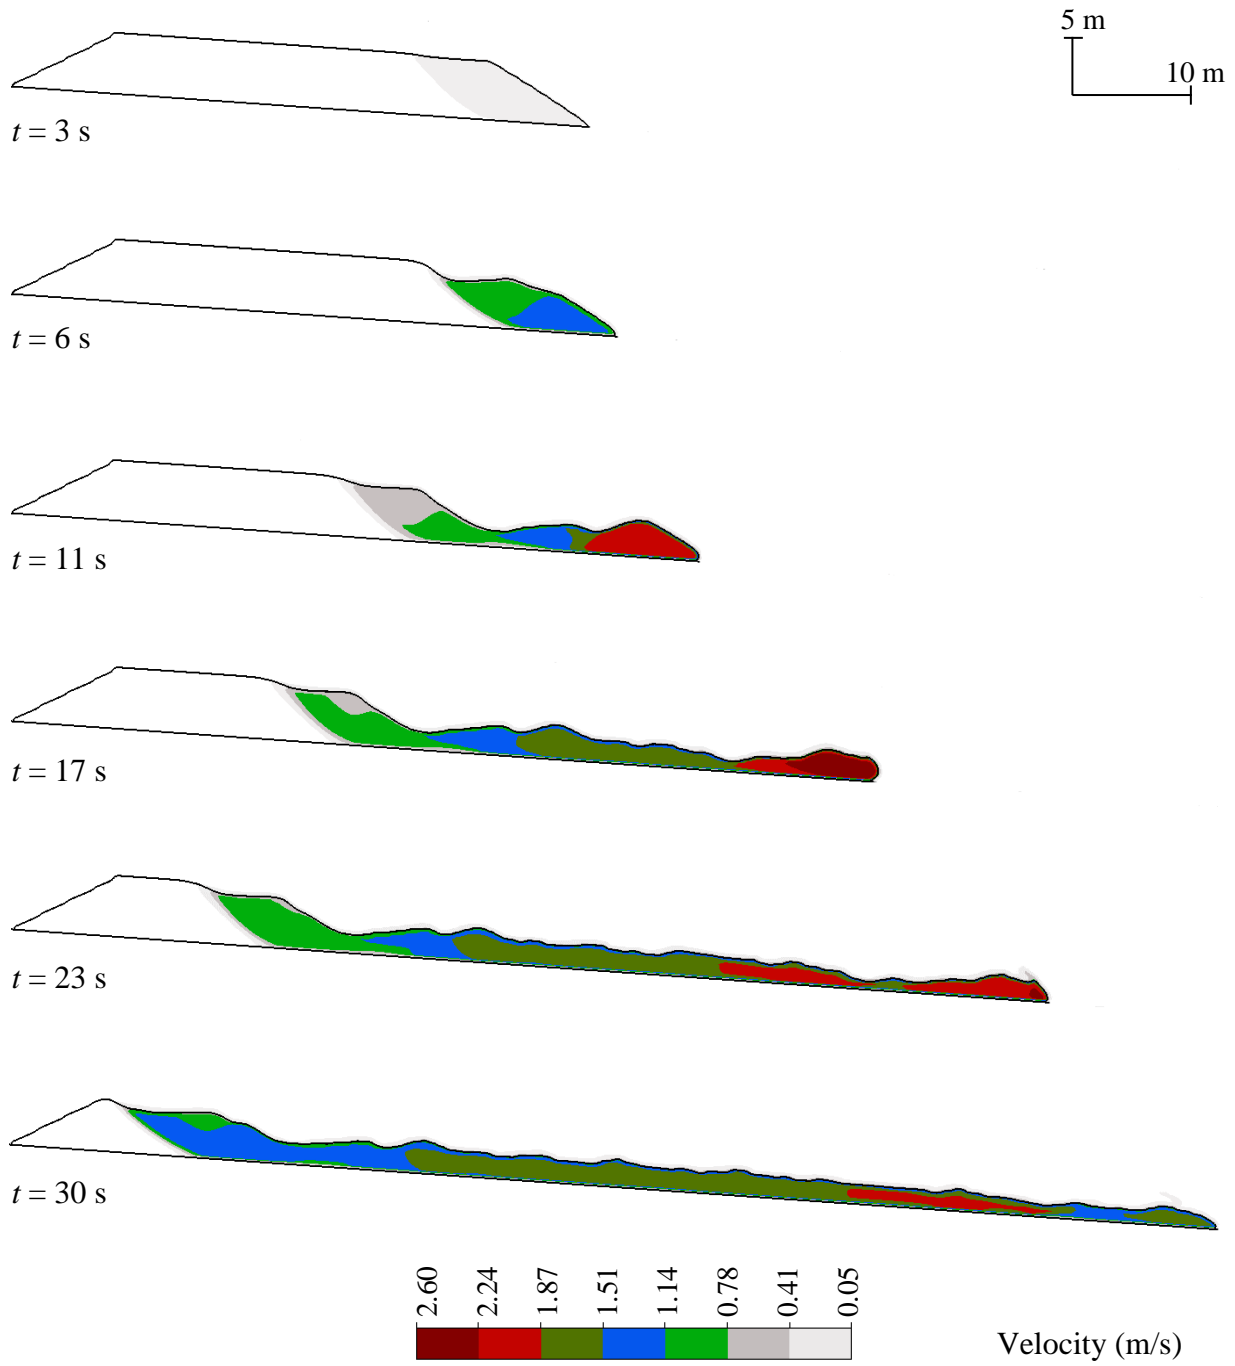 5 m
10 m
t = 3 s
t = 6 s
t = 11 s
t = 17 s
t = 23 s
t = 30 s
2.60
2.24
1.87
1.51
1.14
0.78
0.41
0.05
Velocity (m/s)